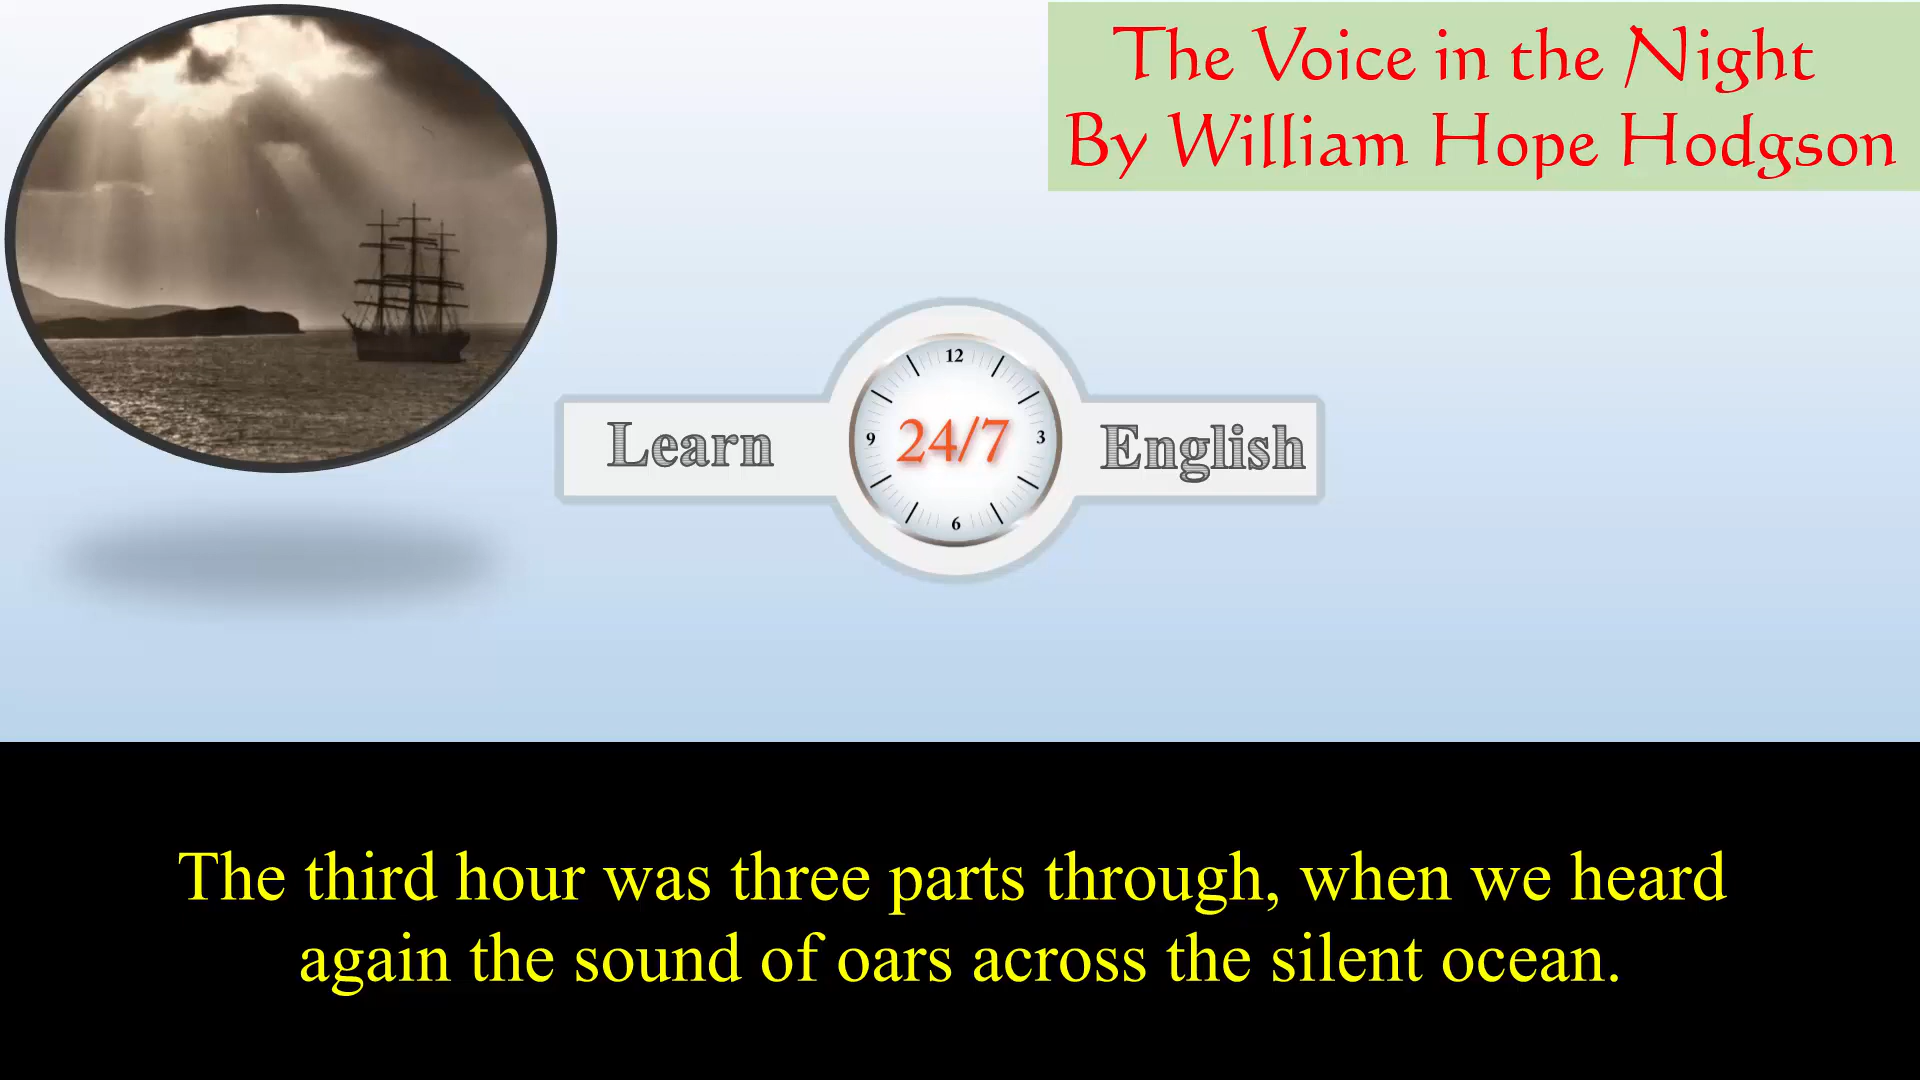 The Voice in the Night
By William Hope Hodgson
12
Learn
9
24/7
3
English
6
The third hour was three parts through, when we heard
again the sound of oars across the silent ocean.